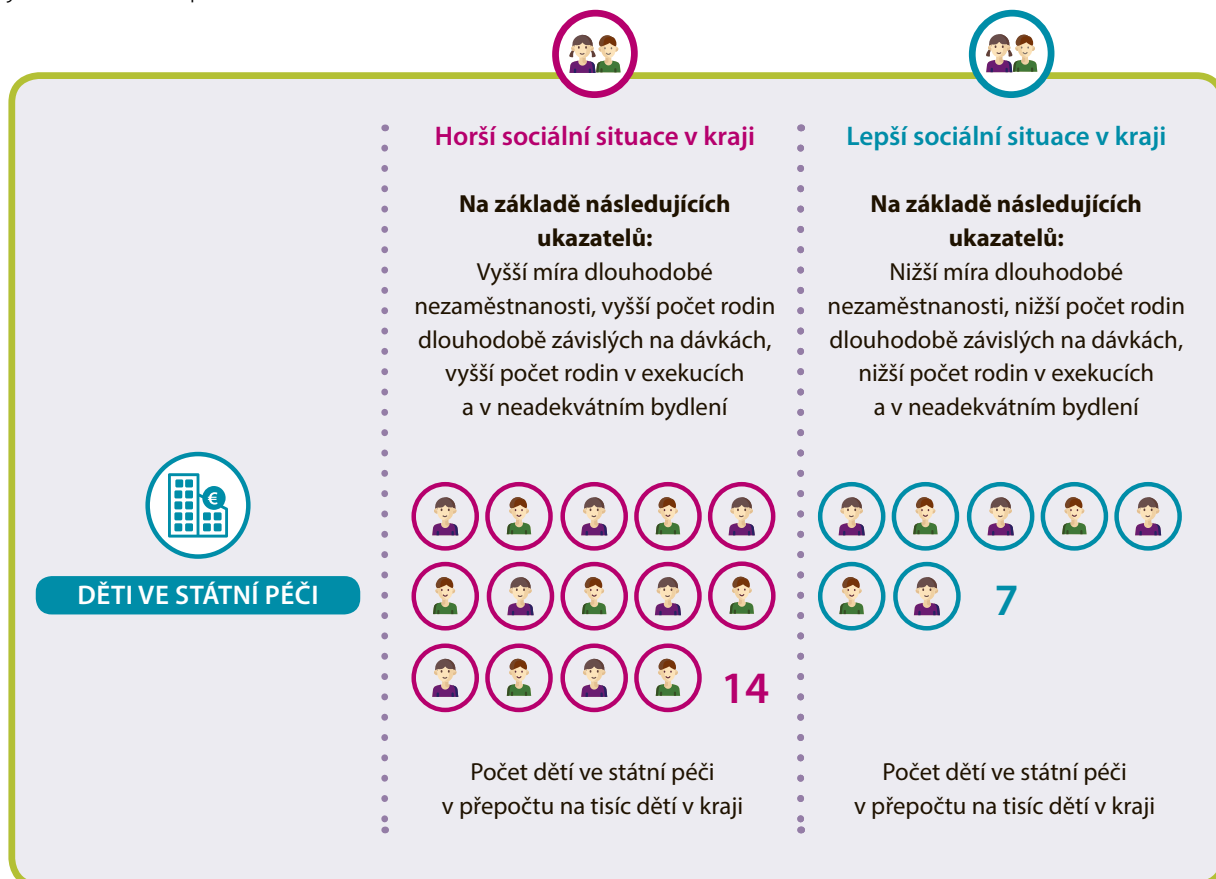 Horší sociální situace v kraji
Na základě následujících
ukazatelů:
Vyšší míra dlouhodobé
nezaměstnanosti, vyšší počet rodin
dlouhodobě závislých na dávkách,
vyšší počet rodin v exekucích
a v neadekvátním bydlení
Lepší sociální situace v kraji
Na základě následujících
ukazatelů:
Nižší míra dlouhodobé
nezaměstnanosti, nižší počet rodin
dlouhodobě závislých na dávkách,
nižší počet rodin v exekucích
a v neadekvátním bydlení
€
DĚTI VE STÁTNÍ PÉČI
14
Počet dětí ve státní péči
v přepočtu na tisíc dětí v kraji
7
Počet dětí ve státní péči
v přepočtu na tisíc dětí v kraji